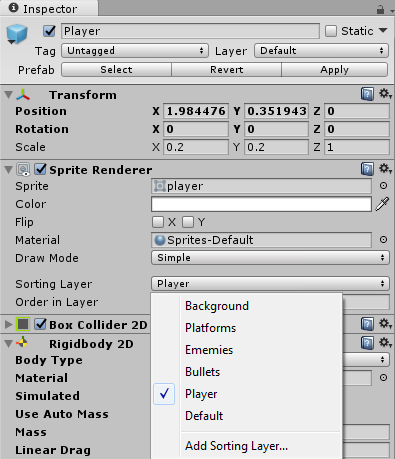 Inspector
Player Static
Tag Untagged Layer Default
Prefab Select Revert Apply
Transform
Position X 1.984476 Y 0.351943 Z 0
Rotation X 0 Y 0 Z 0
Scale X 0.2 Y 0.2 Z 1
Sprite Renderer
Sprite player
Color
Flip X Y
Material Sprites-Default
Draw Mode Simple
Sorting Layer Player
Order in Layer
Background
Box Collider 2D
Platforms
Rigidbody 2D
Ememies
Body Type
Bullets
Material
Player
Simulated
Default
Use Auto Mass
Mass
Add Sorting Layer...
Linear Drag